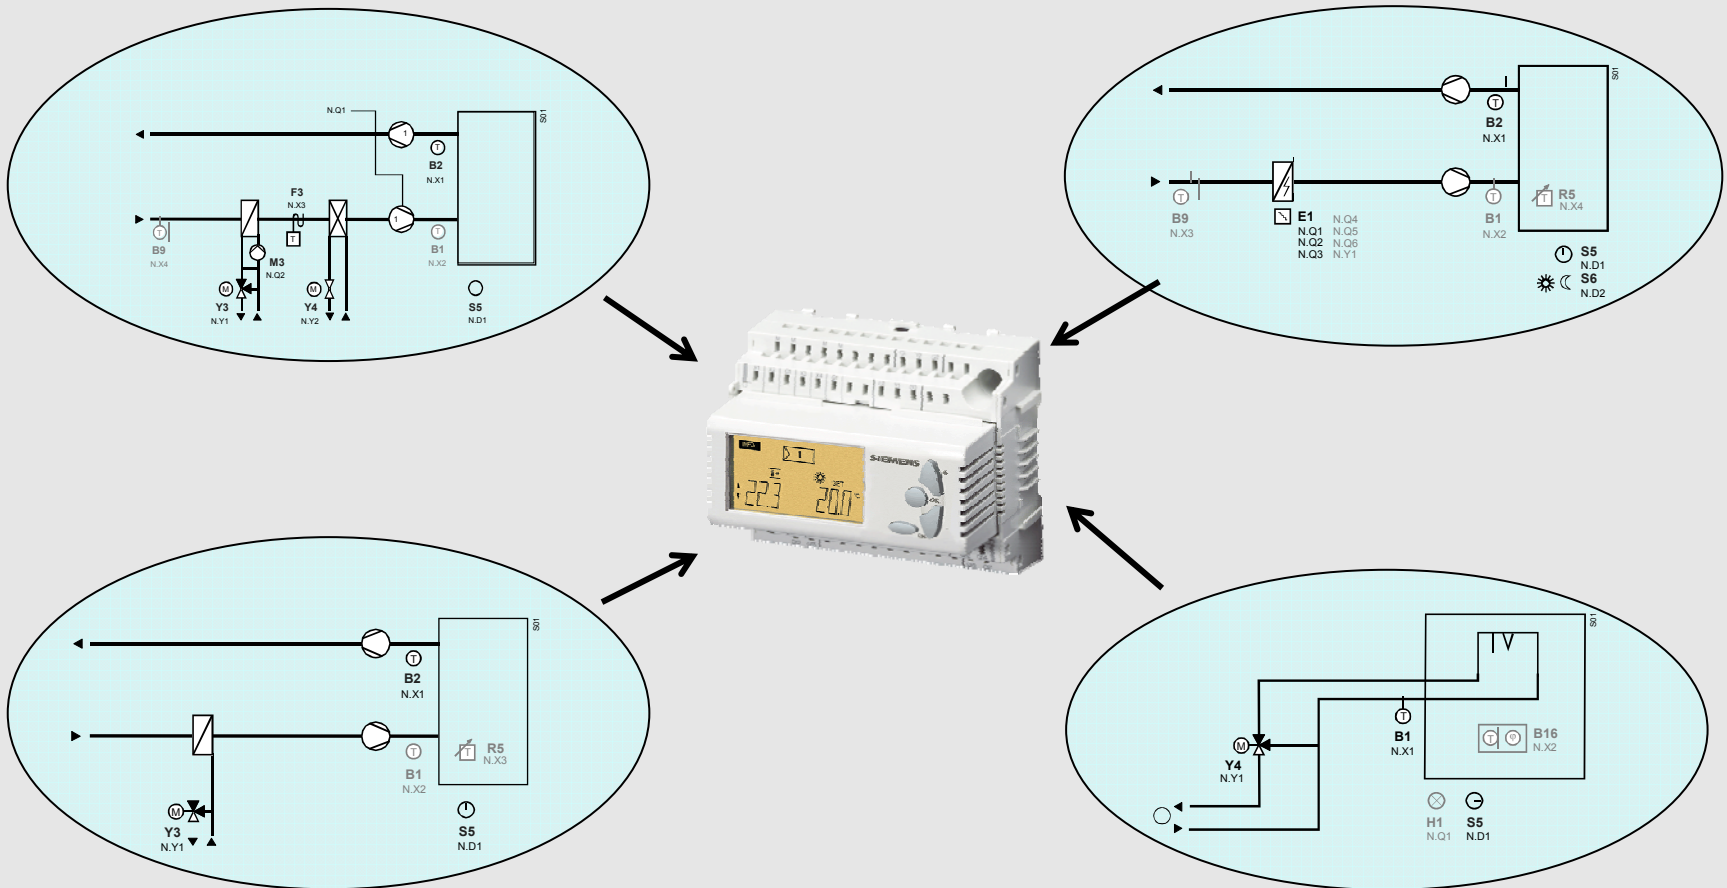 N.Q1
1
S01
T
B2
N.X1
F3
N.X3
1
T
B9
N.X4
T
T
B1
N.X2
M3
N.Q2
M
Y3
N.Y1
M
Y4
N.Y2
S5
N.D1
S01
T
B2
N.X1
T
B9
N.X3
E1
N.Q1 N.Q4
N.Q2 N.Q5
N.Q3 N.Q6
N.Y1
T
B1
N.X2
T
R5
N.X4
S5
N.D1
S6
N.D2
INFO
SIEMENS
SET
22.3
20.0 °C
S01
T
B2
N.X1
T
B1
N.X2
T
R5
N.X3
M
Y3
N.Y1
S5
N.D1
S01
T
B1
N.X1
T φ
B16
N.X2
M
Y4
N.Y1
H1
N.Q1
S5
N.D1